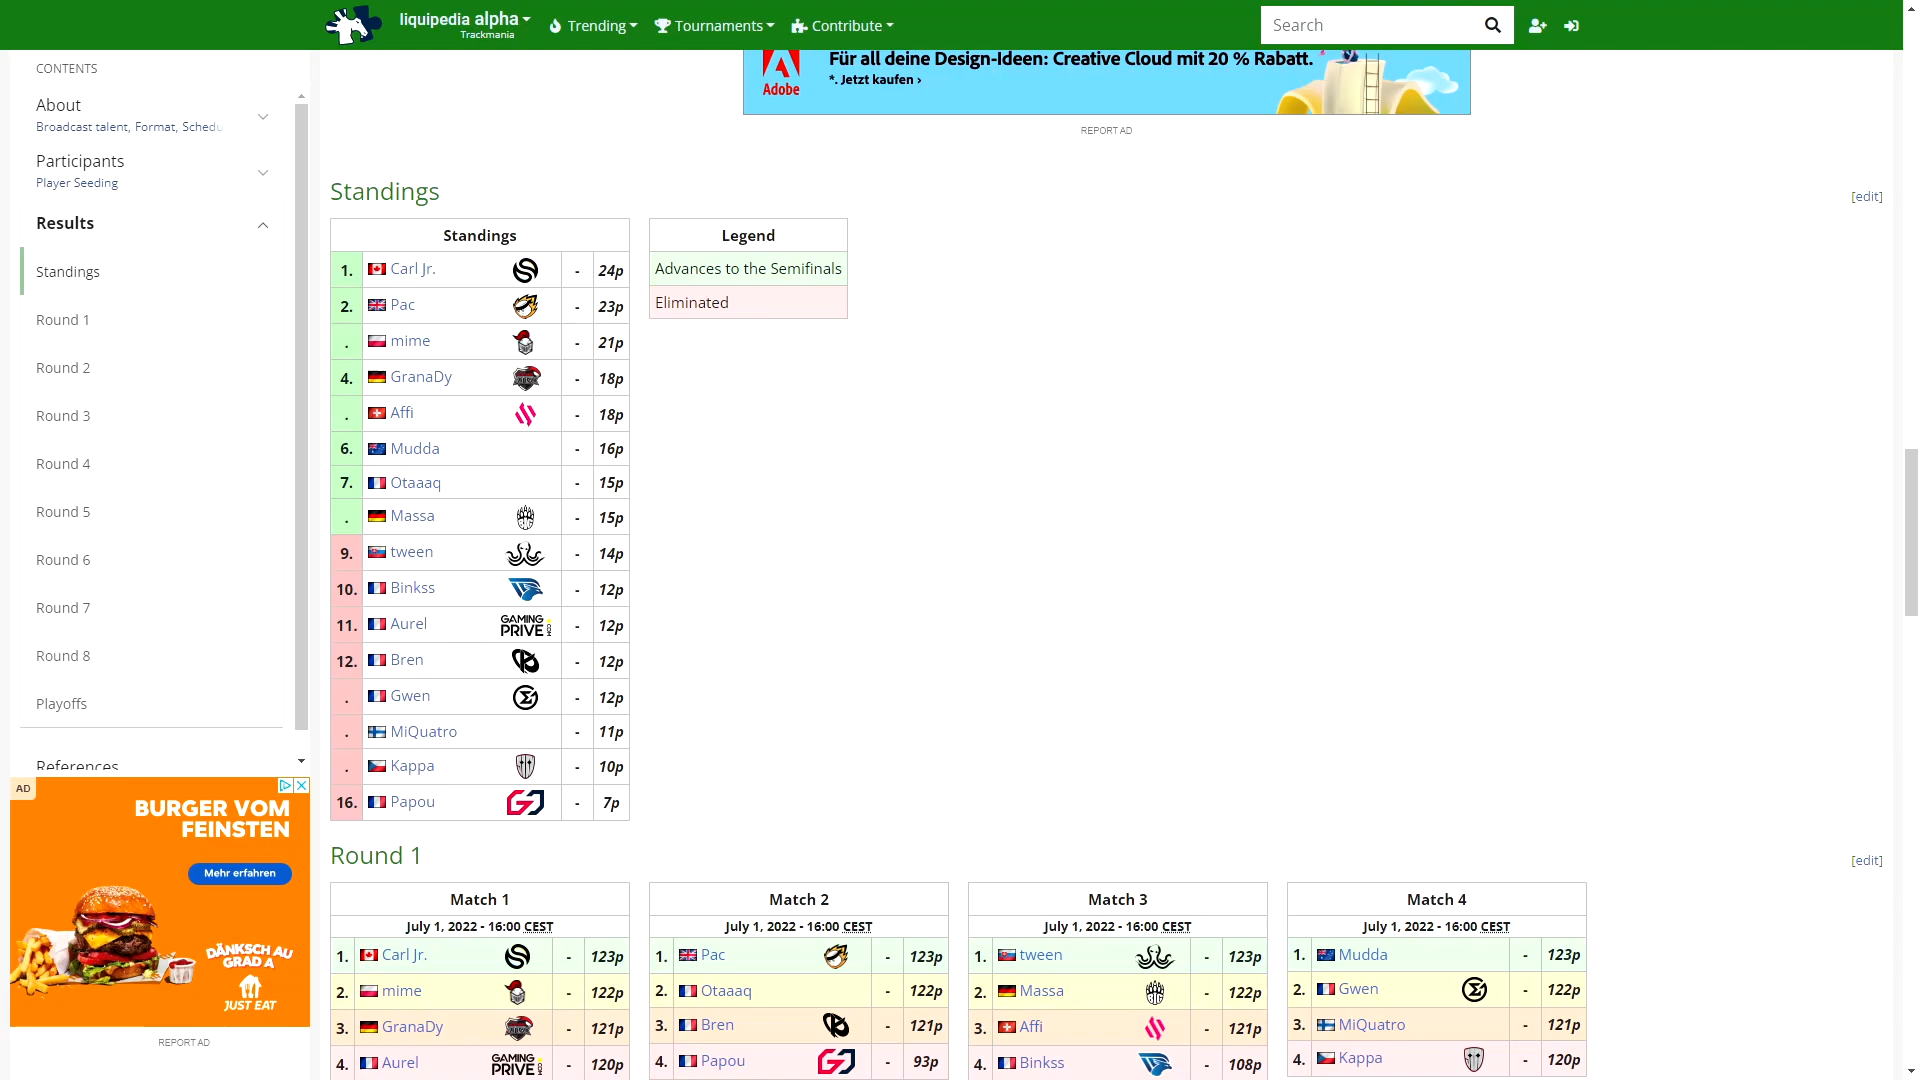 liquipedia alpha
Trackmania
Trending
Tournaments
Contribute
Search
CONTENTS
About
Broadcast talent, Format, Schedu
Participants
Player Seeding
Results
Standings
Round 1
Round 2
Round 3
Round 4
Round 5
Round 6
Round 7
Round 8
Playoffs
References
AD
BURGER VOM
FEINSTEN
Mehr erfahren
DÄNKSCH AU
GRAD A
JUST EAT
REPORT AD
Adobe
Für all deine Design-Ideen: Creative Cloud mit 20 % Rabatt.
*. Jetzt kaufen ›
REPORT AD
Standings
[edit]
Standings
1. Carl Jr. - 24p
2. Pac - 23p
. mime - 21p
4. GranaDy - 18p
. Affi - 18p
6. Mudda - 16p
7. Otaaaq - 15p
. Massa - 15p
9. tween - 14p
10. Binkss - 12p
11. Aurel GAMING PRIVE .COM - 12p
12. Bren - 12p
. Gwen - 12p
. MiQuatro - 11p
. Kappa - 10p
16. Papou - 7p
Legend
Advances to the Semifinals
Eliminated
Round 1
[edit]
Match 1
July 1, 2022 - 16:00 CEST
1. Carl Jr. - 123p
2. mime - 122p
3. GranaDy - 121p
4. Aurel GAMING PRIVE .COM - 120p
Match 2
July 1, 2022 - 16:00 CEST
1. Pac - 123p
2. Otaaaq - 122p
3. Bren - 121p
4. Papou - 93p
Match 3
July 1, 2022 - 16:00 CEST
1. tween - 123p
2. Massa - 122p
3. Affi - 121p
4. Binkss - 108p
Match 4
July 1, 2022 - 16:00 CEST
1. Mudda - 123p
2. Gwen - 122p
3. MiQuatro - 121p
4. Kappa - 120p